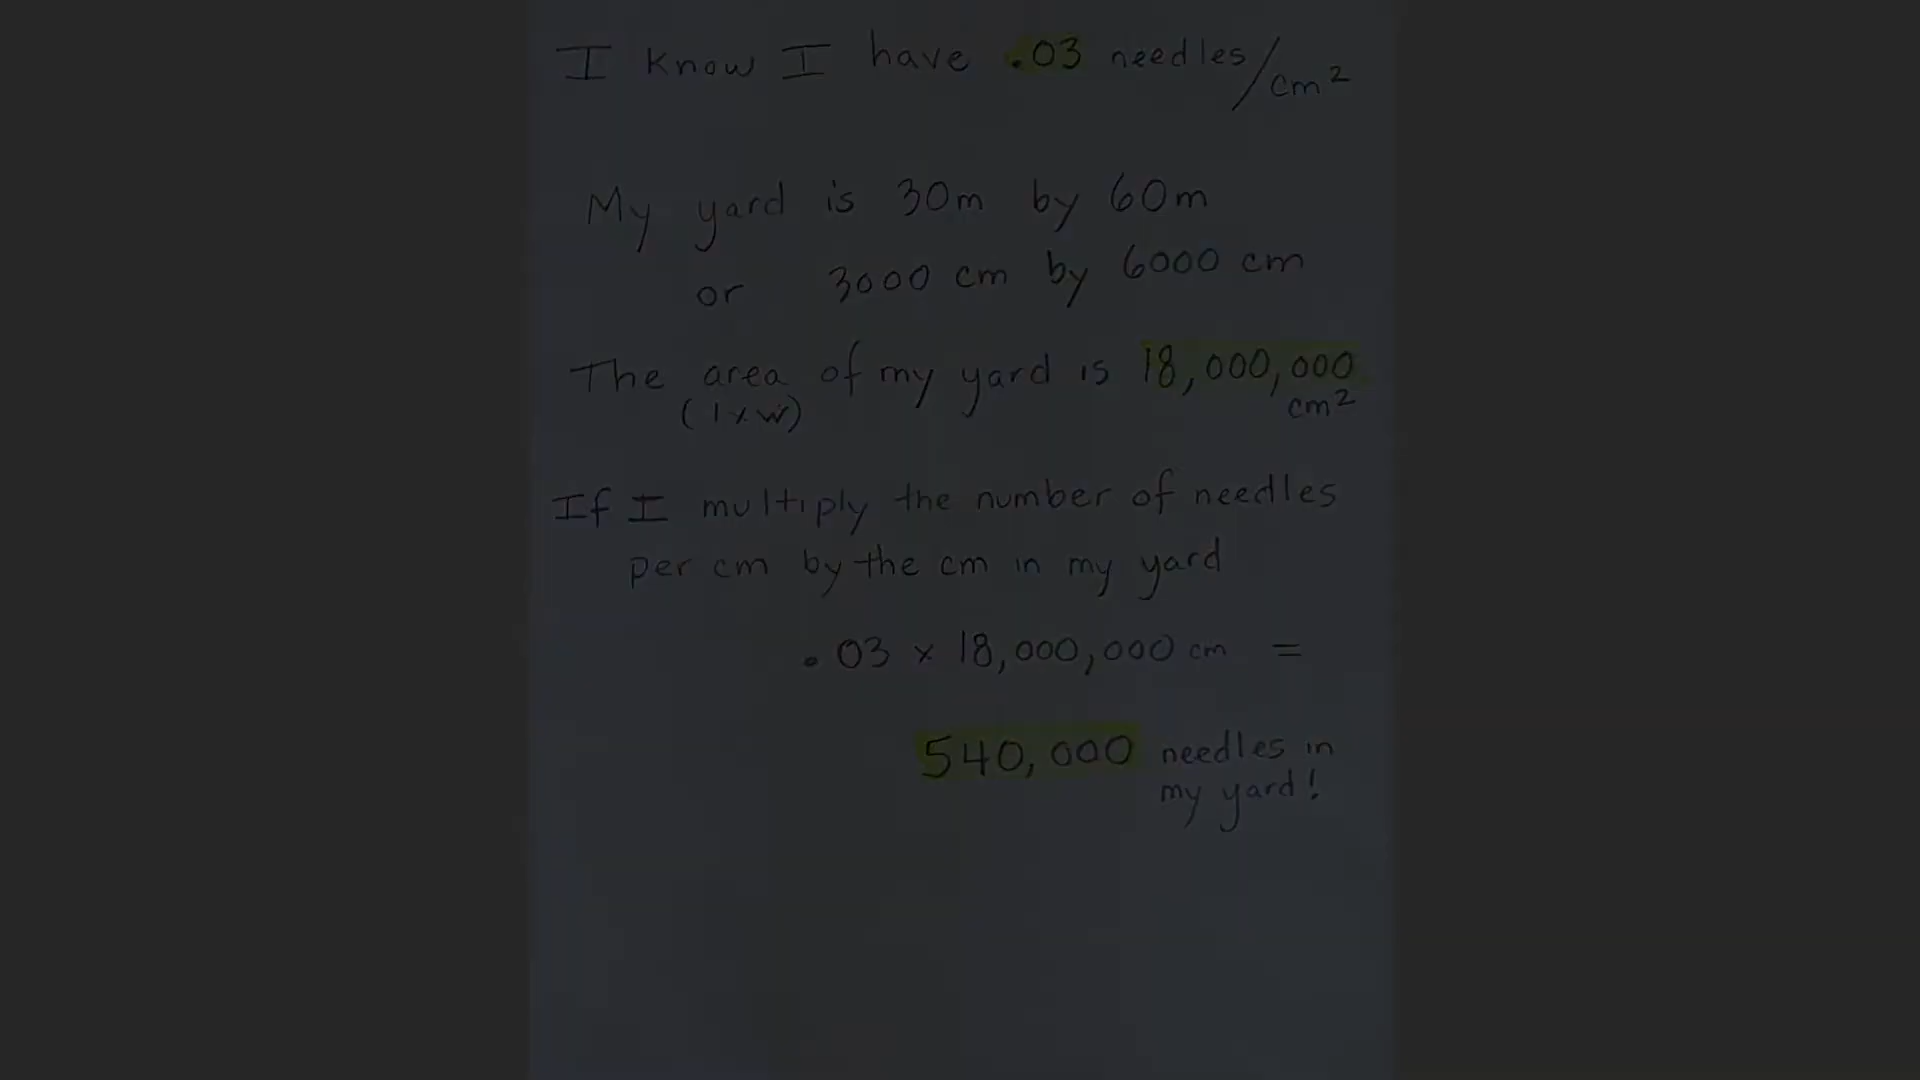 I know I have .03 needles/cm²
My yard is 30m by 60m
or 3000 cm by 6000 cm
The area of my yard is 18,000,000
(l x w) cm²
If I multiply the number of needles
per cm by the cm in my yard
.03 x 18,000,000 cm =
540,000 needles in
my yard!